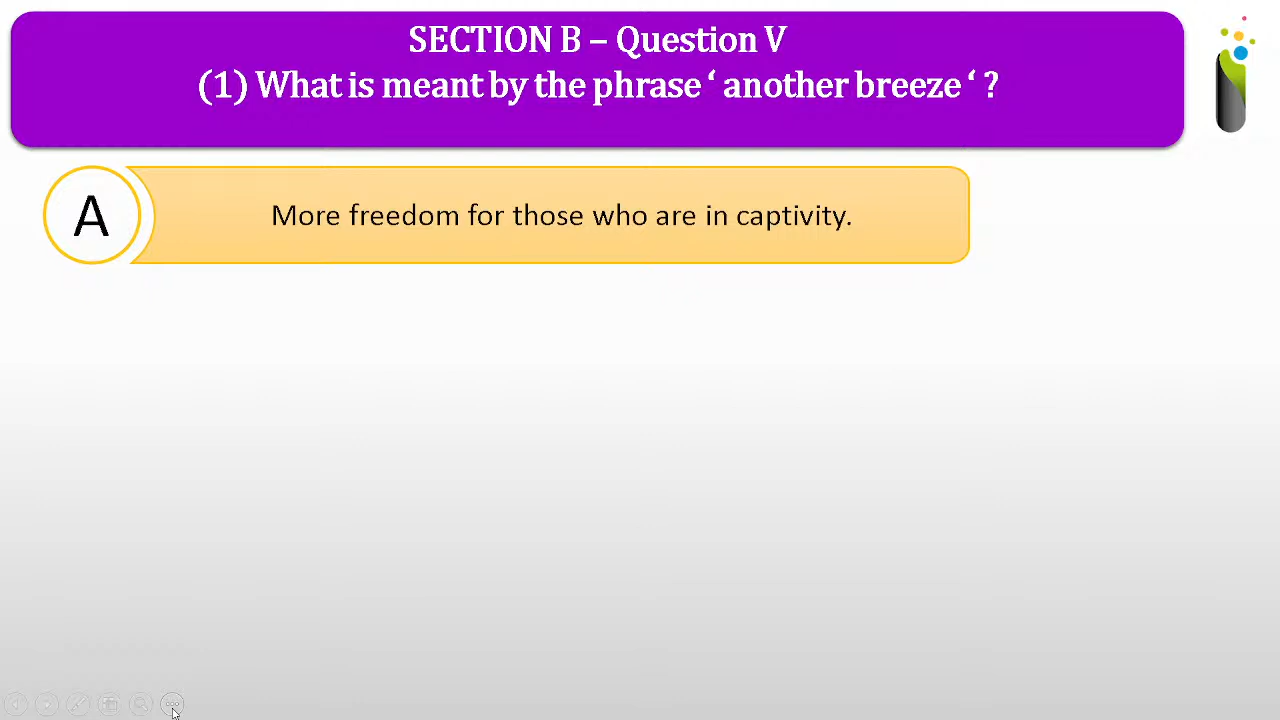 SECTION B – Question V
(1) What is meant by the phrase ‘ another breeze ‘ ?
A
More freedom for those who are in captivity.